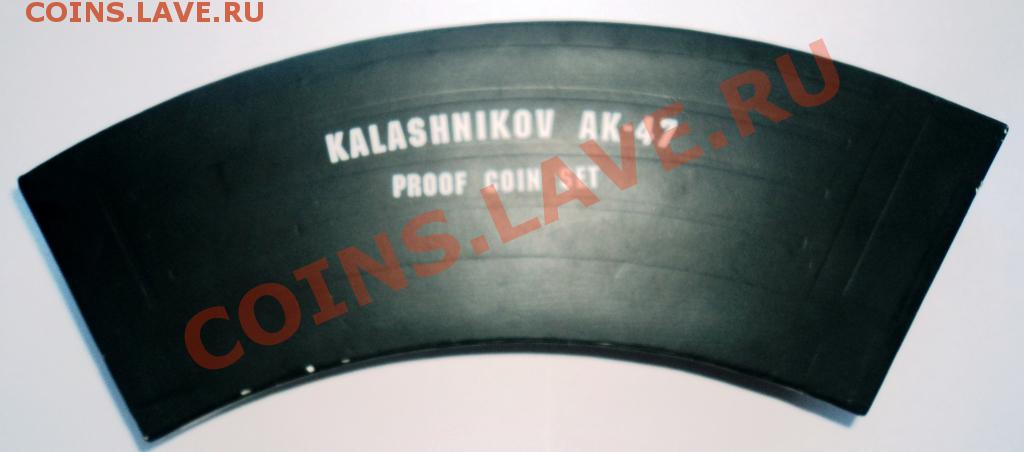 COINS.LAVE.RU
KALASHNIKOV AK-47
PROOF COIN SET
COINS.LAVE.RU